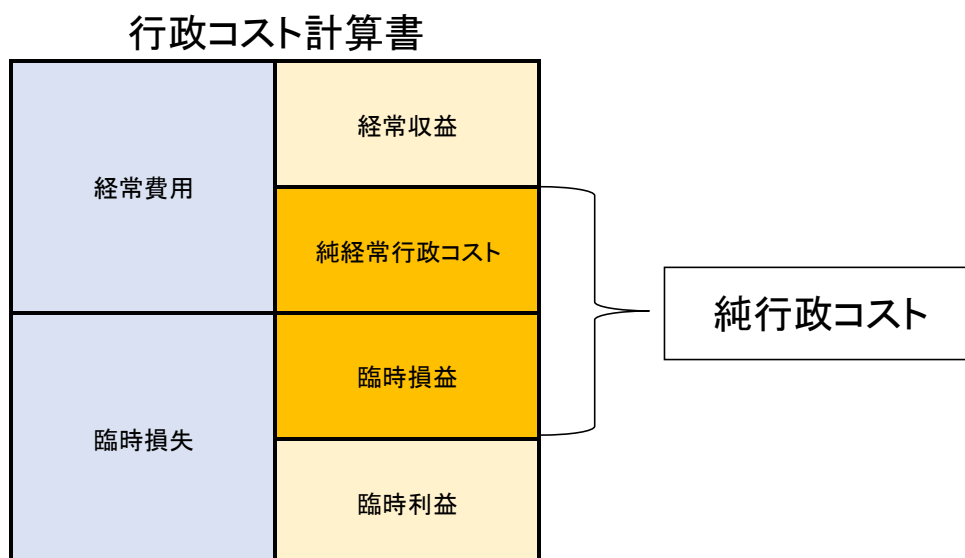 行政コスト計算書
経常費用
経常収益
純経常行政コスト
臨時損失
臨時損益
臨時利益
純行政コスト